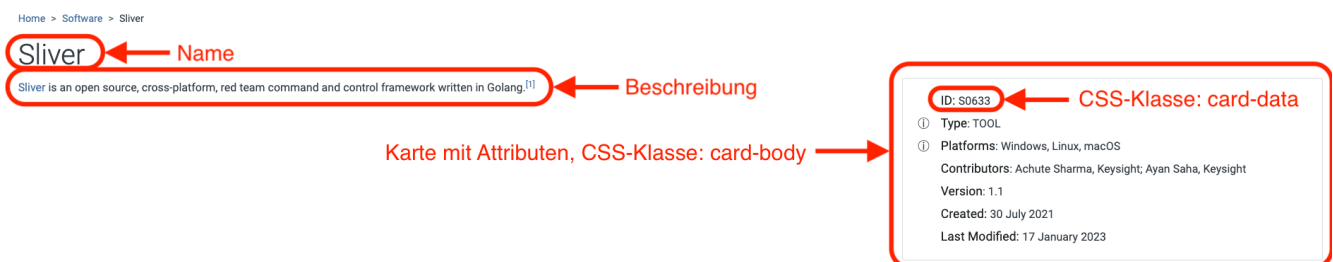 Home > Software > Sliver
Sliver
Name
Sliver is an open source, cross-platform, red team command and control framework written in Golang.[1]
Beschreibung
ID: S0633
CSS-Klasse: card-data
ⓘ Type: TOOL
ⓘ Platforms: Windows, Linux, macOS
Karte mit Attributen, CSS-Klasse: card-body
Contributors: Achute Sharma, Keysight; Ayan Saha, Keysight
Version: 1.1
Created: 30 July 2021
Last Modified: 17 January 2023